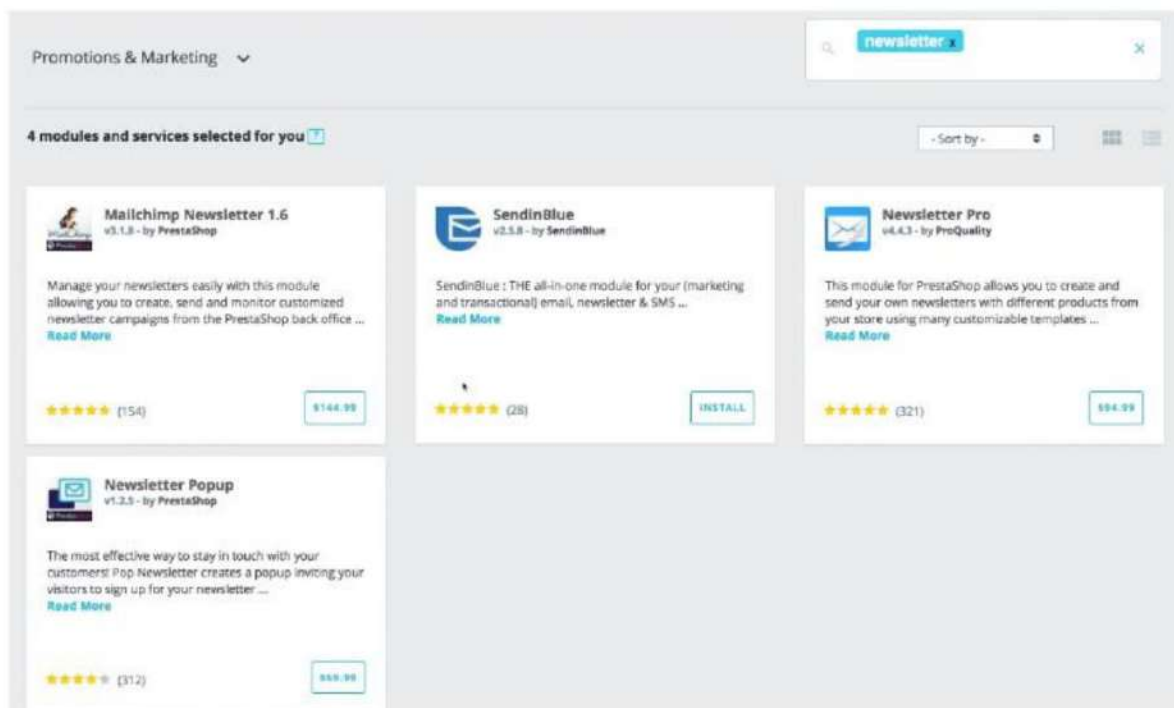 Promotions & Marketing
newsletter x
4 modules and services selected for you ?
- Sort by -
Mailchimp Newsletter 1.6
v3.1.8 - by PrestaShop
Manage your newsletters easily with this module
allowing you to create, send and monitor customized
newsletter campaigns from the PrestaShop back office ...
Read More
(154)
$144.99
SendinBlue
v2.5.8 - by SendinBlue
SendinBlue : THE all-in-one module for your (marketing
and transactional) email, newsletter & SMS ...
Read More
(28)
INSTALL
Newsletter Pro
v4.4.3 - by ProQuality
This module for PrestaShop allows you to create and
send your own newsletters with different products from
your store using many customizable templates ...
Read More
(321)
$94.99
Newsletter Popup
by PrestaShop
The most effective way to stay in touch with your
customers! Pop Newsletter creates a popup inviting your
visitors to sign up for your newsletter ...
Read More
(312)